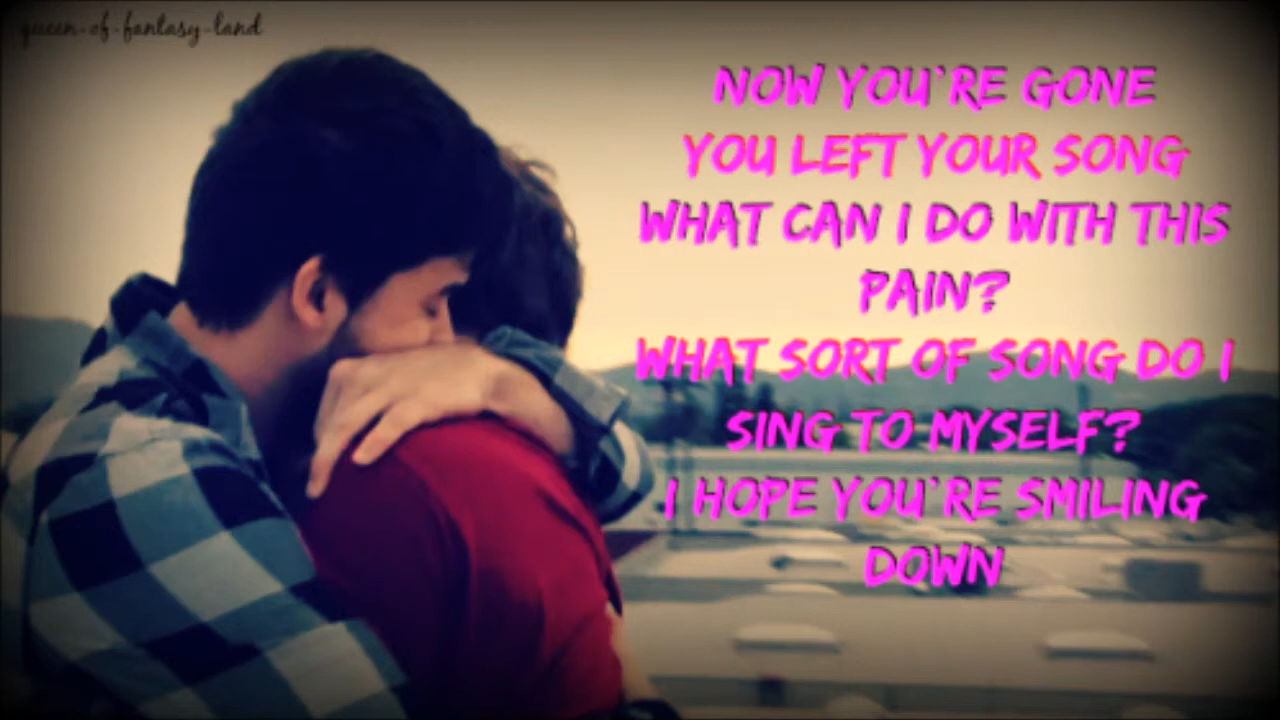 queen-of-fantasy-land
NOW YOU'RE GONE
YOU LEFT YOUR SONG
WHAT CAN I DO WITH THIS
PAIN?
WHAT SORT OF SONG DO I
SING TO MYSELF?
I HOPE YOU'RE SMILING
DOWN